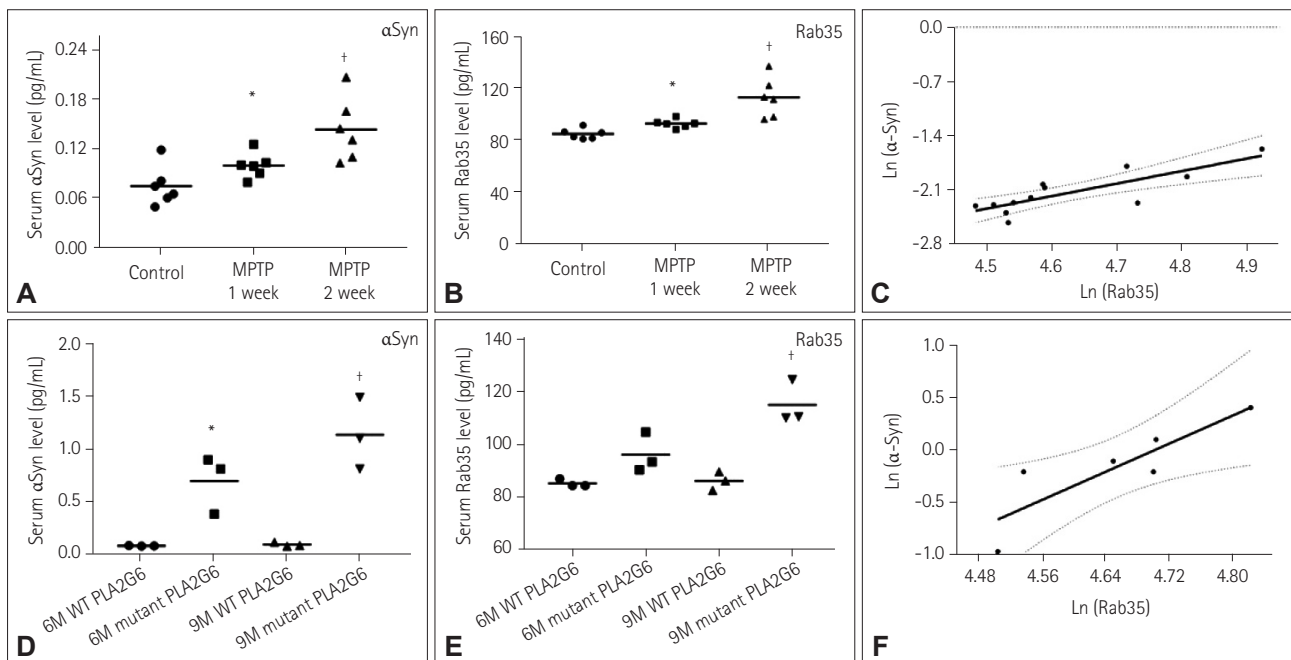 αSyn
Serum αSyn level (pg/mL)
0.24
0.18
0.12
0.06
0.00
*
†
Control
MPTP
1 week
MPTP
2 week
A
Rab35
Serum Rab35 level (pg/mL)
160
120
80
40
0
*
†
Control
MPTP
1 week
MPTP
2 week
B
Ln (α-Syn)
0.0
-0.7
-1.4
-2.1
-2.8
4.5 4.6 4.7 4.8 4.9
Ln (Rab35)
C
αSyn
Serum αSyn level (pg/mL)
2.0
1.5
1.0
0.5
0.0
*
†
6M WT PLA2G6
6M mutant PLA2G6
9M WT PLA2G6
9M mutant PLA2G6
D
Rab35
Serum Rab35 level (pg/mL)
140
120
100
80
60
†
6M WT PLA2G6
6M mutant PLA2G6
9M WT PLA2G6
9M mutant PLA2G6
E
Ln (α-Syn)
1.0
0.5
0.0
-0.5
-1.0
4.48 4.56 4.64 4.72 4.80
Ln (Rab35)
F